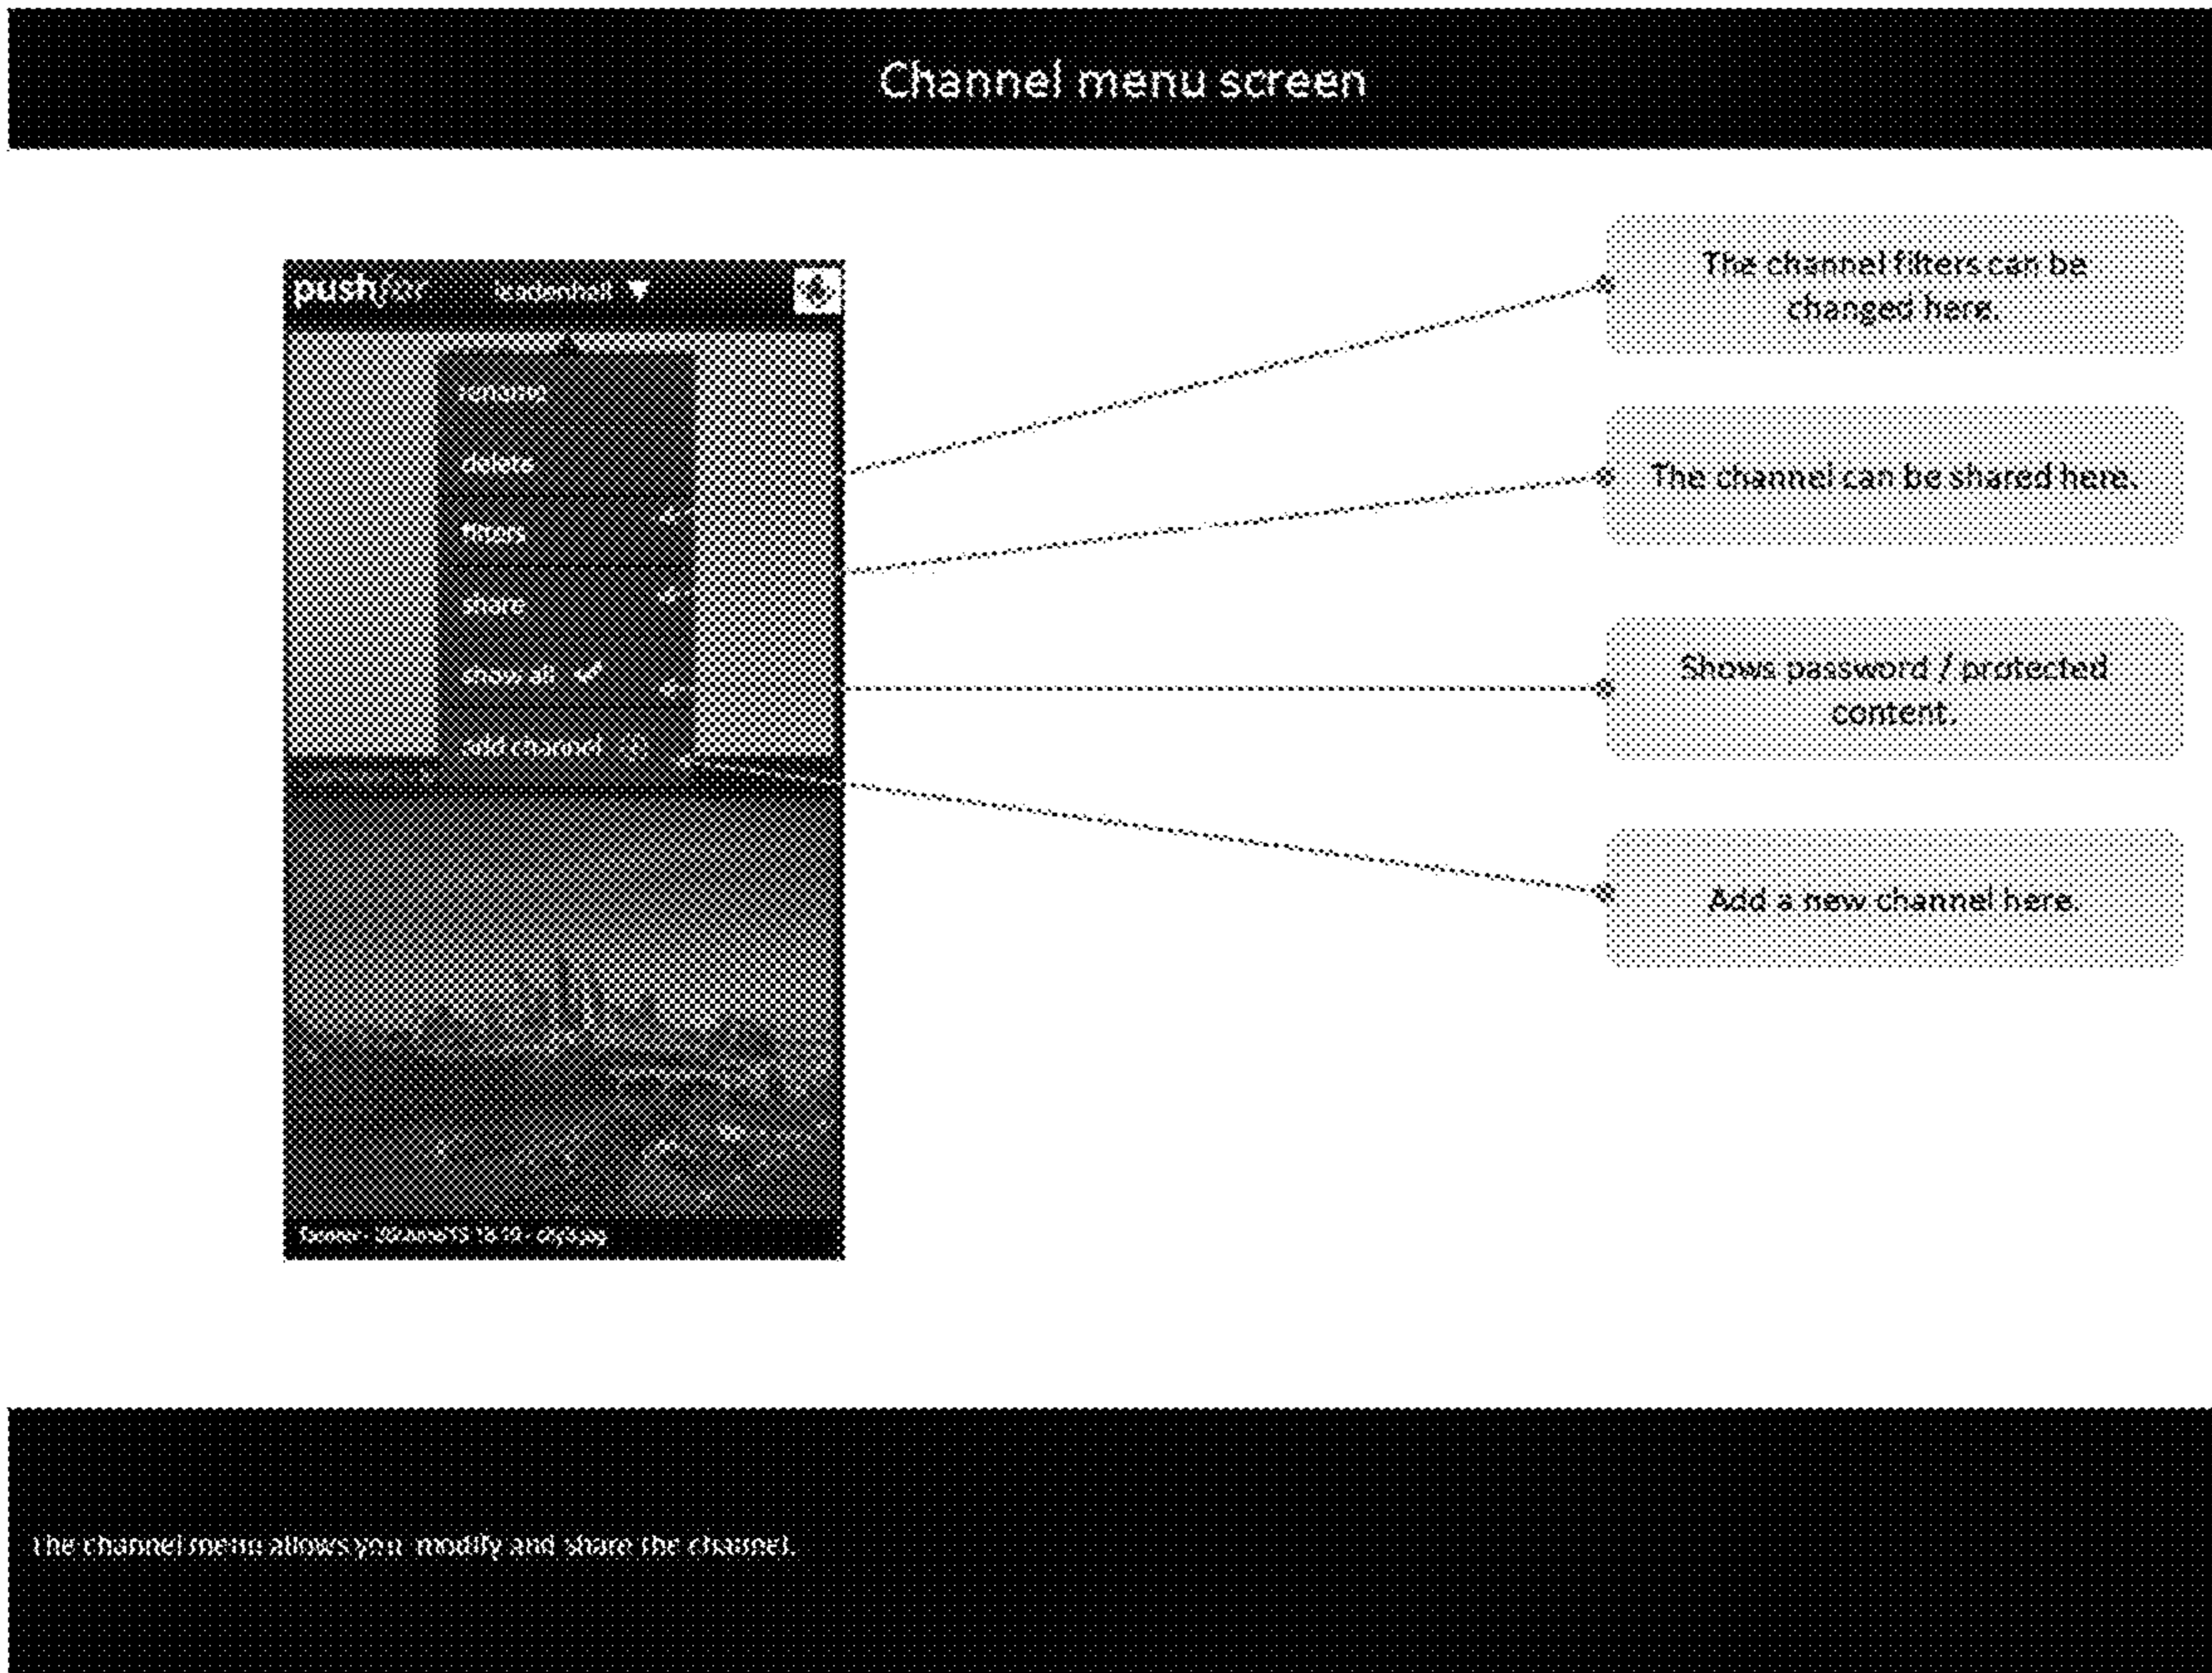 Channel menu screen
pushfor leadenhall
rename
delete
filters
share
show all
add channel
The channel filters can be
changed here.
The channel can be shared here.
Shows password / protected
content.
Add a new channel here.
The channel menu allows you modify and share the channel.